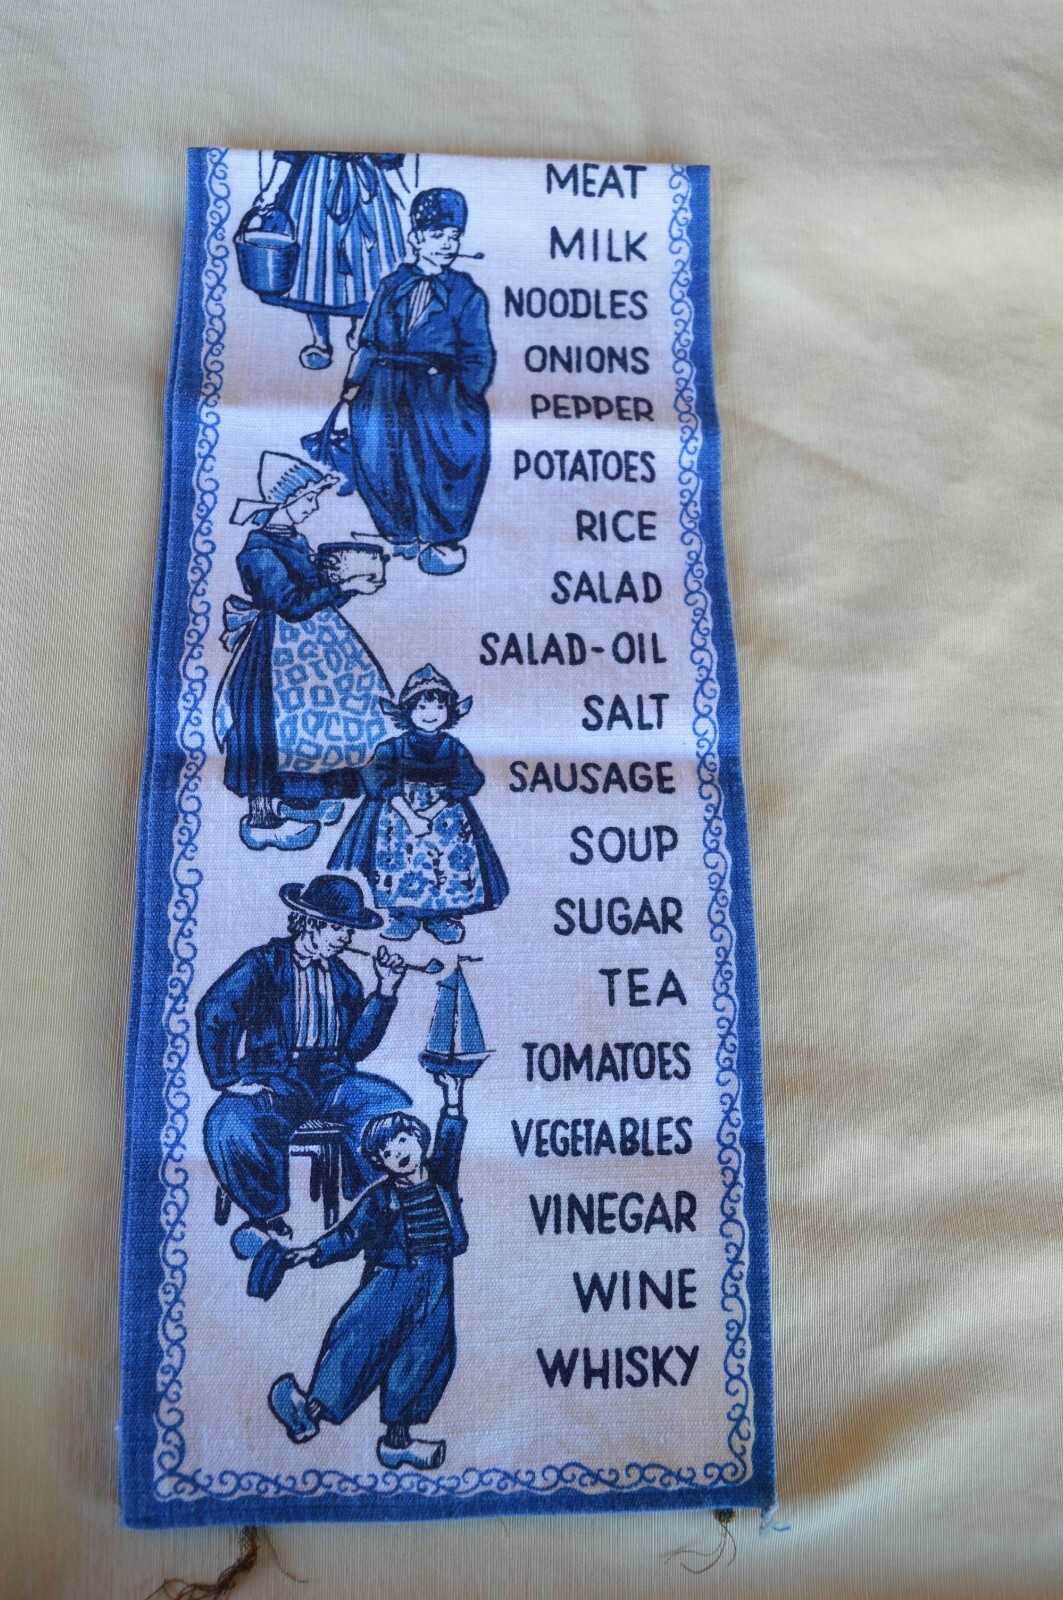 MEAT
MILK
NOODLES
ONIONS
PEPPER
POTATOES
RICE
SALAD
SALAD-OIL
SALT
SAUSAGE
SOUP
SUGAR
TEA
TOMATOES
VEGETABLES
VINEGAR
WINE
WHISKY